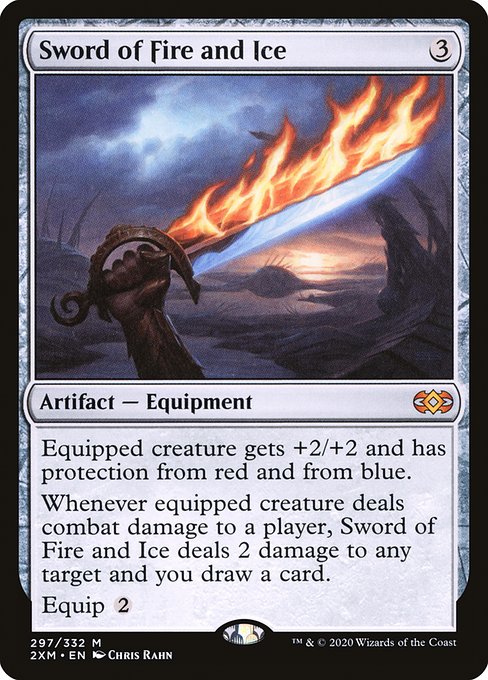 Sword of Fire and Ice 3
Artifact — Equipment
Equipped creature gets +2/+2 and has
protection from red and from blue.
Whenever equipped creature deals
combat damage to a player, Sword of
Fire and Ice deals 2 damage to any
target and you draw a card.
Equip 2
297/332 M
2XM • EN Chris Rahn
™ & © 2020 Wizards of the Coast